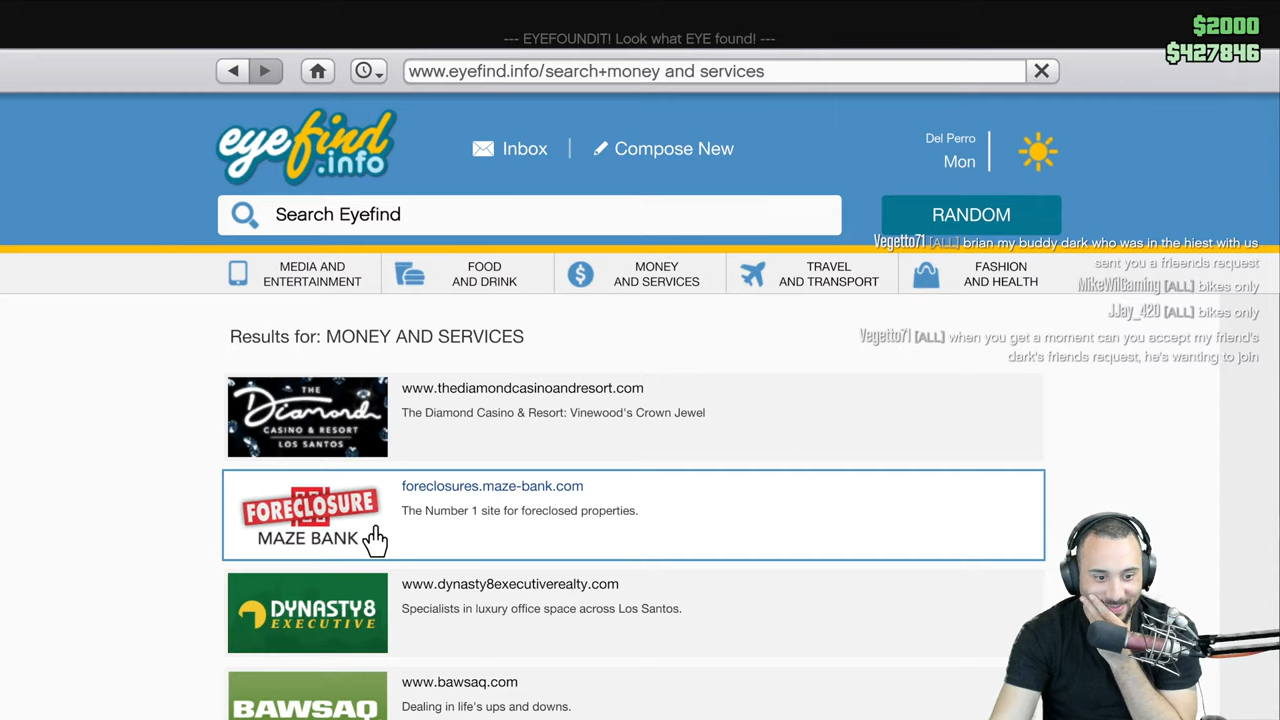 $2000
--- EYEFOUNDIT! Look what EYE found! ---
$427846
www.eyefind.info/search+money and services
eyefind
.info
Inbox
Compose New
Del Perro
Mon
Search Eyefind
RANDOM
Vegetto71 [ALL] brian my buddy dark who was in the hiest with us
sent you a frieends request
MikeWilGaming [ALL] bikes only
JJay_420 [ALL] bikes only
Vegetto71 [ALL] when you get a moment can you accept my friend's
dark's friends request, he's wanting to join
MEDIA AND
ENTERTAINMENT
FOOD
AND DRINK
MONEY
AND SERVICES
TRAVEL
AND TRANSPORT
FASHION
AND HEALTH
Results for: MONEY AND SERVICES
THE
Diamond
CASINO & RESORT
LOS SANTOS
www.thediamondcasinoandresort.com
The Diamond Casino & Resort: Vinewood's Crown Jewel
FORECLOSURE
MAZE BANK
foreclosures.maze-bank.com
The Number 1 site for foreclosed properties.
DYNASTY8
EXECUTIVE
www.dynasty8executiverealty.com
Specialists in luxury office space across Los Santos.
BAWSAQ
www.bawsaq.com
Dealing in life's ups and downs.